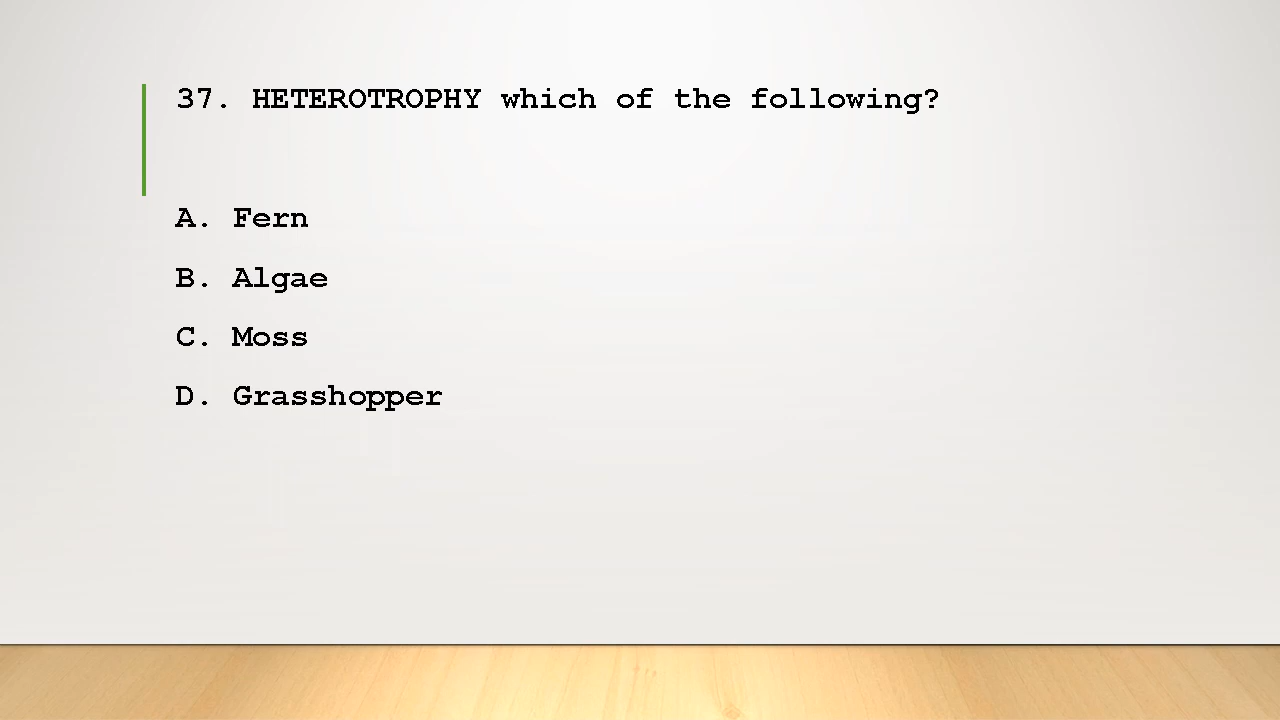 37. HETEROTROPHY which of the following?
A. Fern
B. Algae
C. Moss
D. Grasshopper